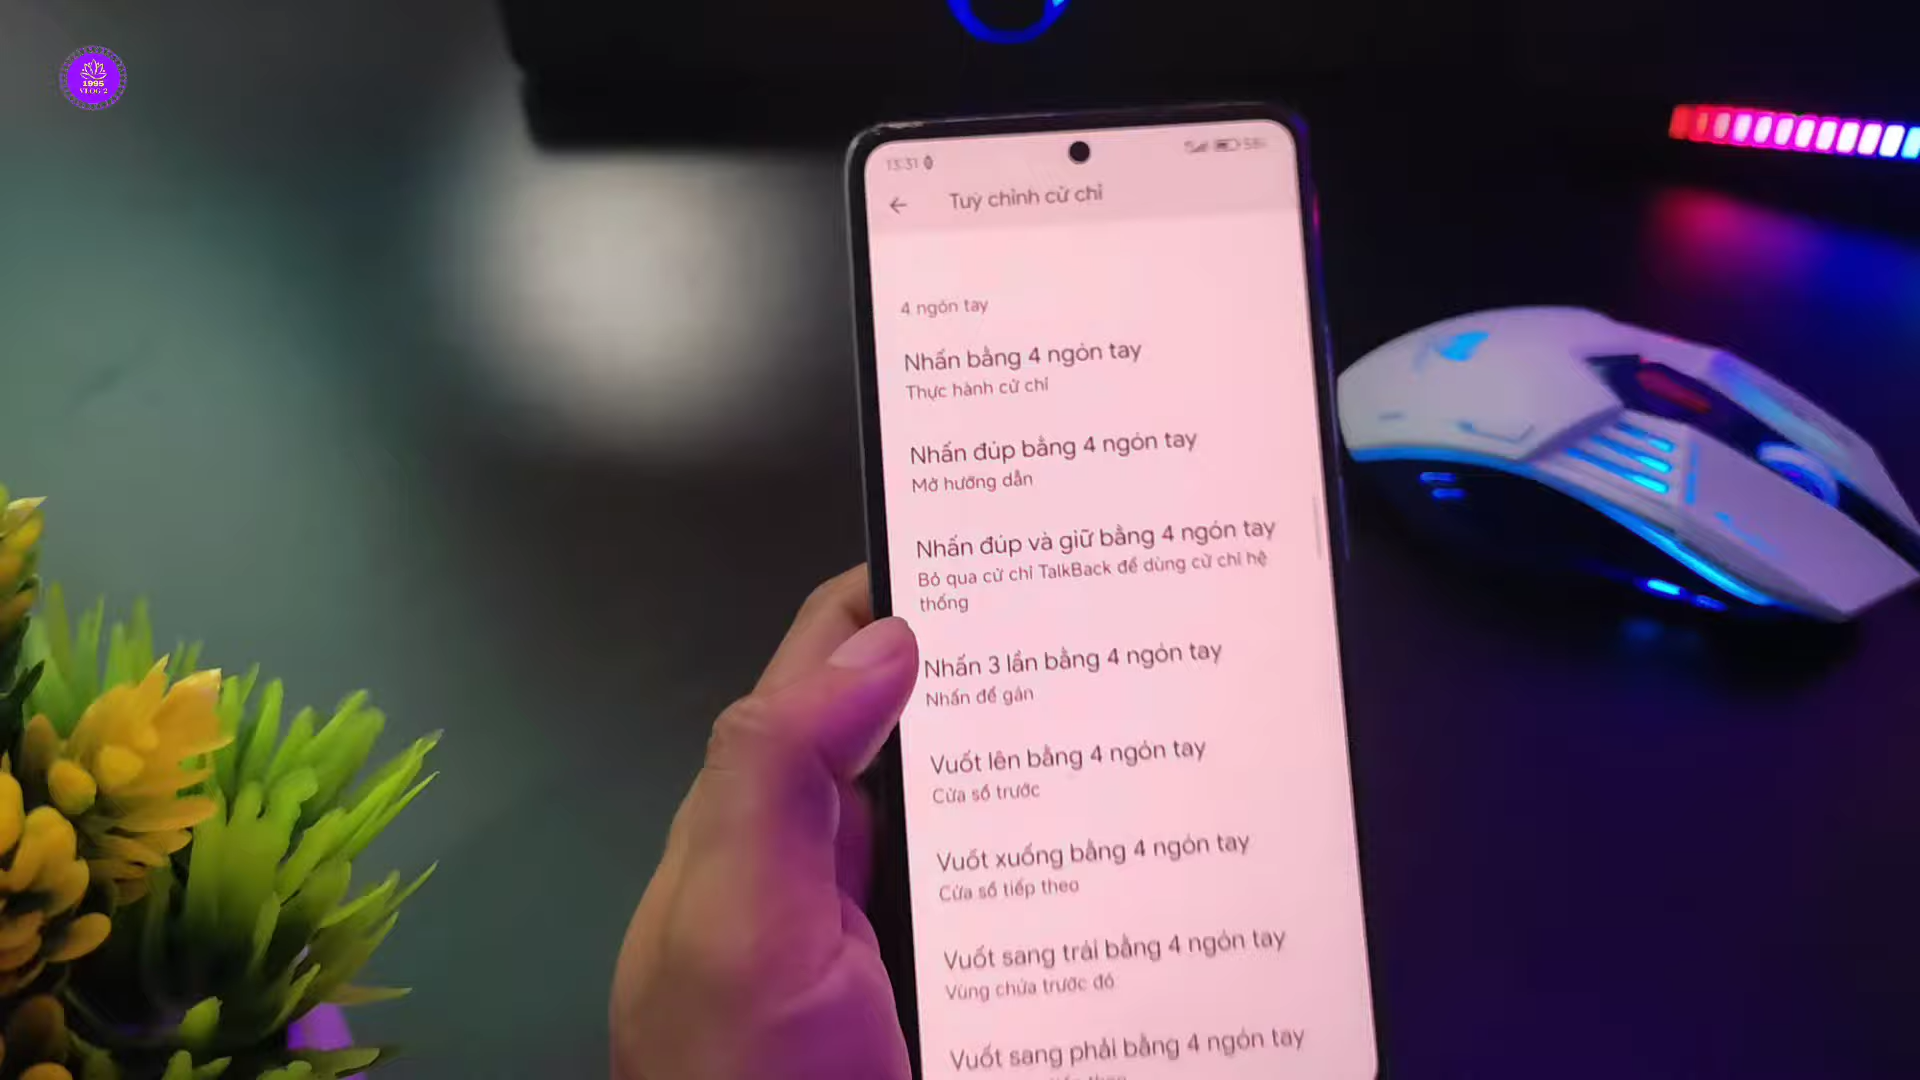 1995
VLOG 2
13:31
58
Tuỳ chỉnh cử chỉ
4 ngón tay
Nhấn bằng 4 ngón tay
Thực hành cử chỉ
Nhấn đúp bằng 4 ngón tay
Mở hướng dẫn
Nhấn đúp và giữ bằng 4 ngón tay
Bỏ qua cử chỉ TalkBack để dùng cử chỉ hệ
thống
Nhấn 3 lần bằng 4 ngón tay
Nhấn để gán
Vuốt lên bằng 4 ngón tay
Cửa sổ trước
Vuốt xuống bằng 4 ngón tay
Cửa sổ tiếp theo
Vuốt sang trái bằng 4 ngón tay
Vùng chứa trước đó
Vuốt sang phải bằng 4 ngón tay